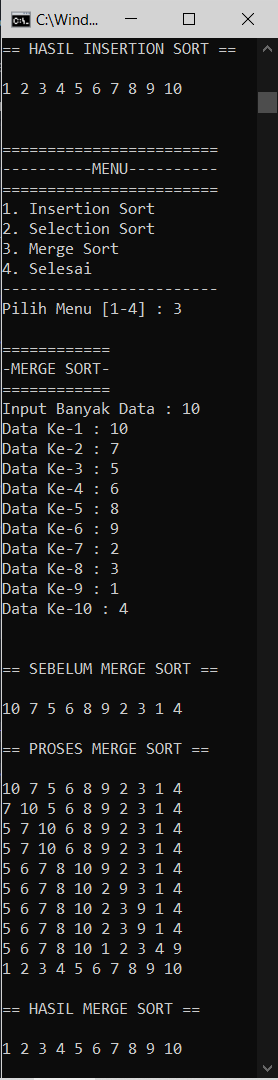 C:\Wind...
== HASIL INSERTION SORT ==
1 2 3 4 5 6 7 8 9 10
========================
----------MENU----------
========================
1. Insertion Sort
2. Selection Sort
3. Merge Sort
4. Selesai
------------------------
Pilih Menu [1-4] : 3
============
-MERGE SORT-
============
Input Banyak Data : 10
Data Ke-1 : 10
Data Ke-2 : 7
Data Ke-3 : 5
Data Ke-4 : 6
Data Ke-5 : 8
Data Ke-6 : 9
Data Ke-7 : 2
Data Ke-8 : 3
Data Ke-9 : 1
Data Ke-10 : 4
== SEBELUM MERGE SORT ==
10 7 5 6 8 9 2 3 1 4
== PROSES MERGE SORT ==
10 7 5 6 8 9 2 3 1 4
7 10 5 6 8 9 2 3 1 4
5 7 10 6 8 9 2 3 1 4
5 7 10 6 8 9 2 3 1 4
5 6 7 8 10 9 2 3 1 4
5 6 7 8 10 2 9 3 1 4
5 6 7 8 10 2 3 9 1 4
5 6 7 8 10 2 3 9 1 4
5 6 7 8 10 1 2 3 4 9
1 2 3 4 5 6 7 8 9 10
== HASIL MERGE SORT ==
1 2 3 4 5 6 7 8 9 10